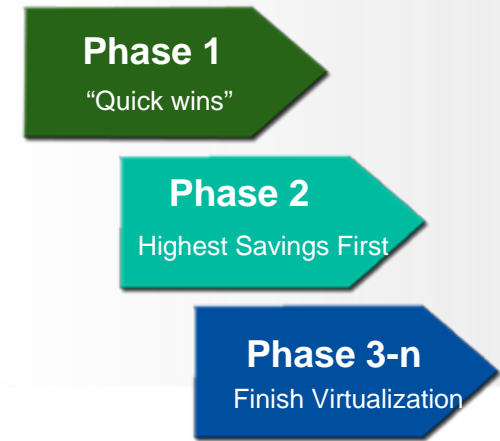 Phase 1
“Quick wins”
Phase 2
Highest Savings First
Phase 3-n
Finish Virtualization